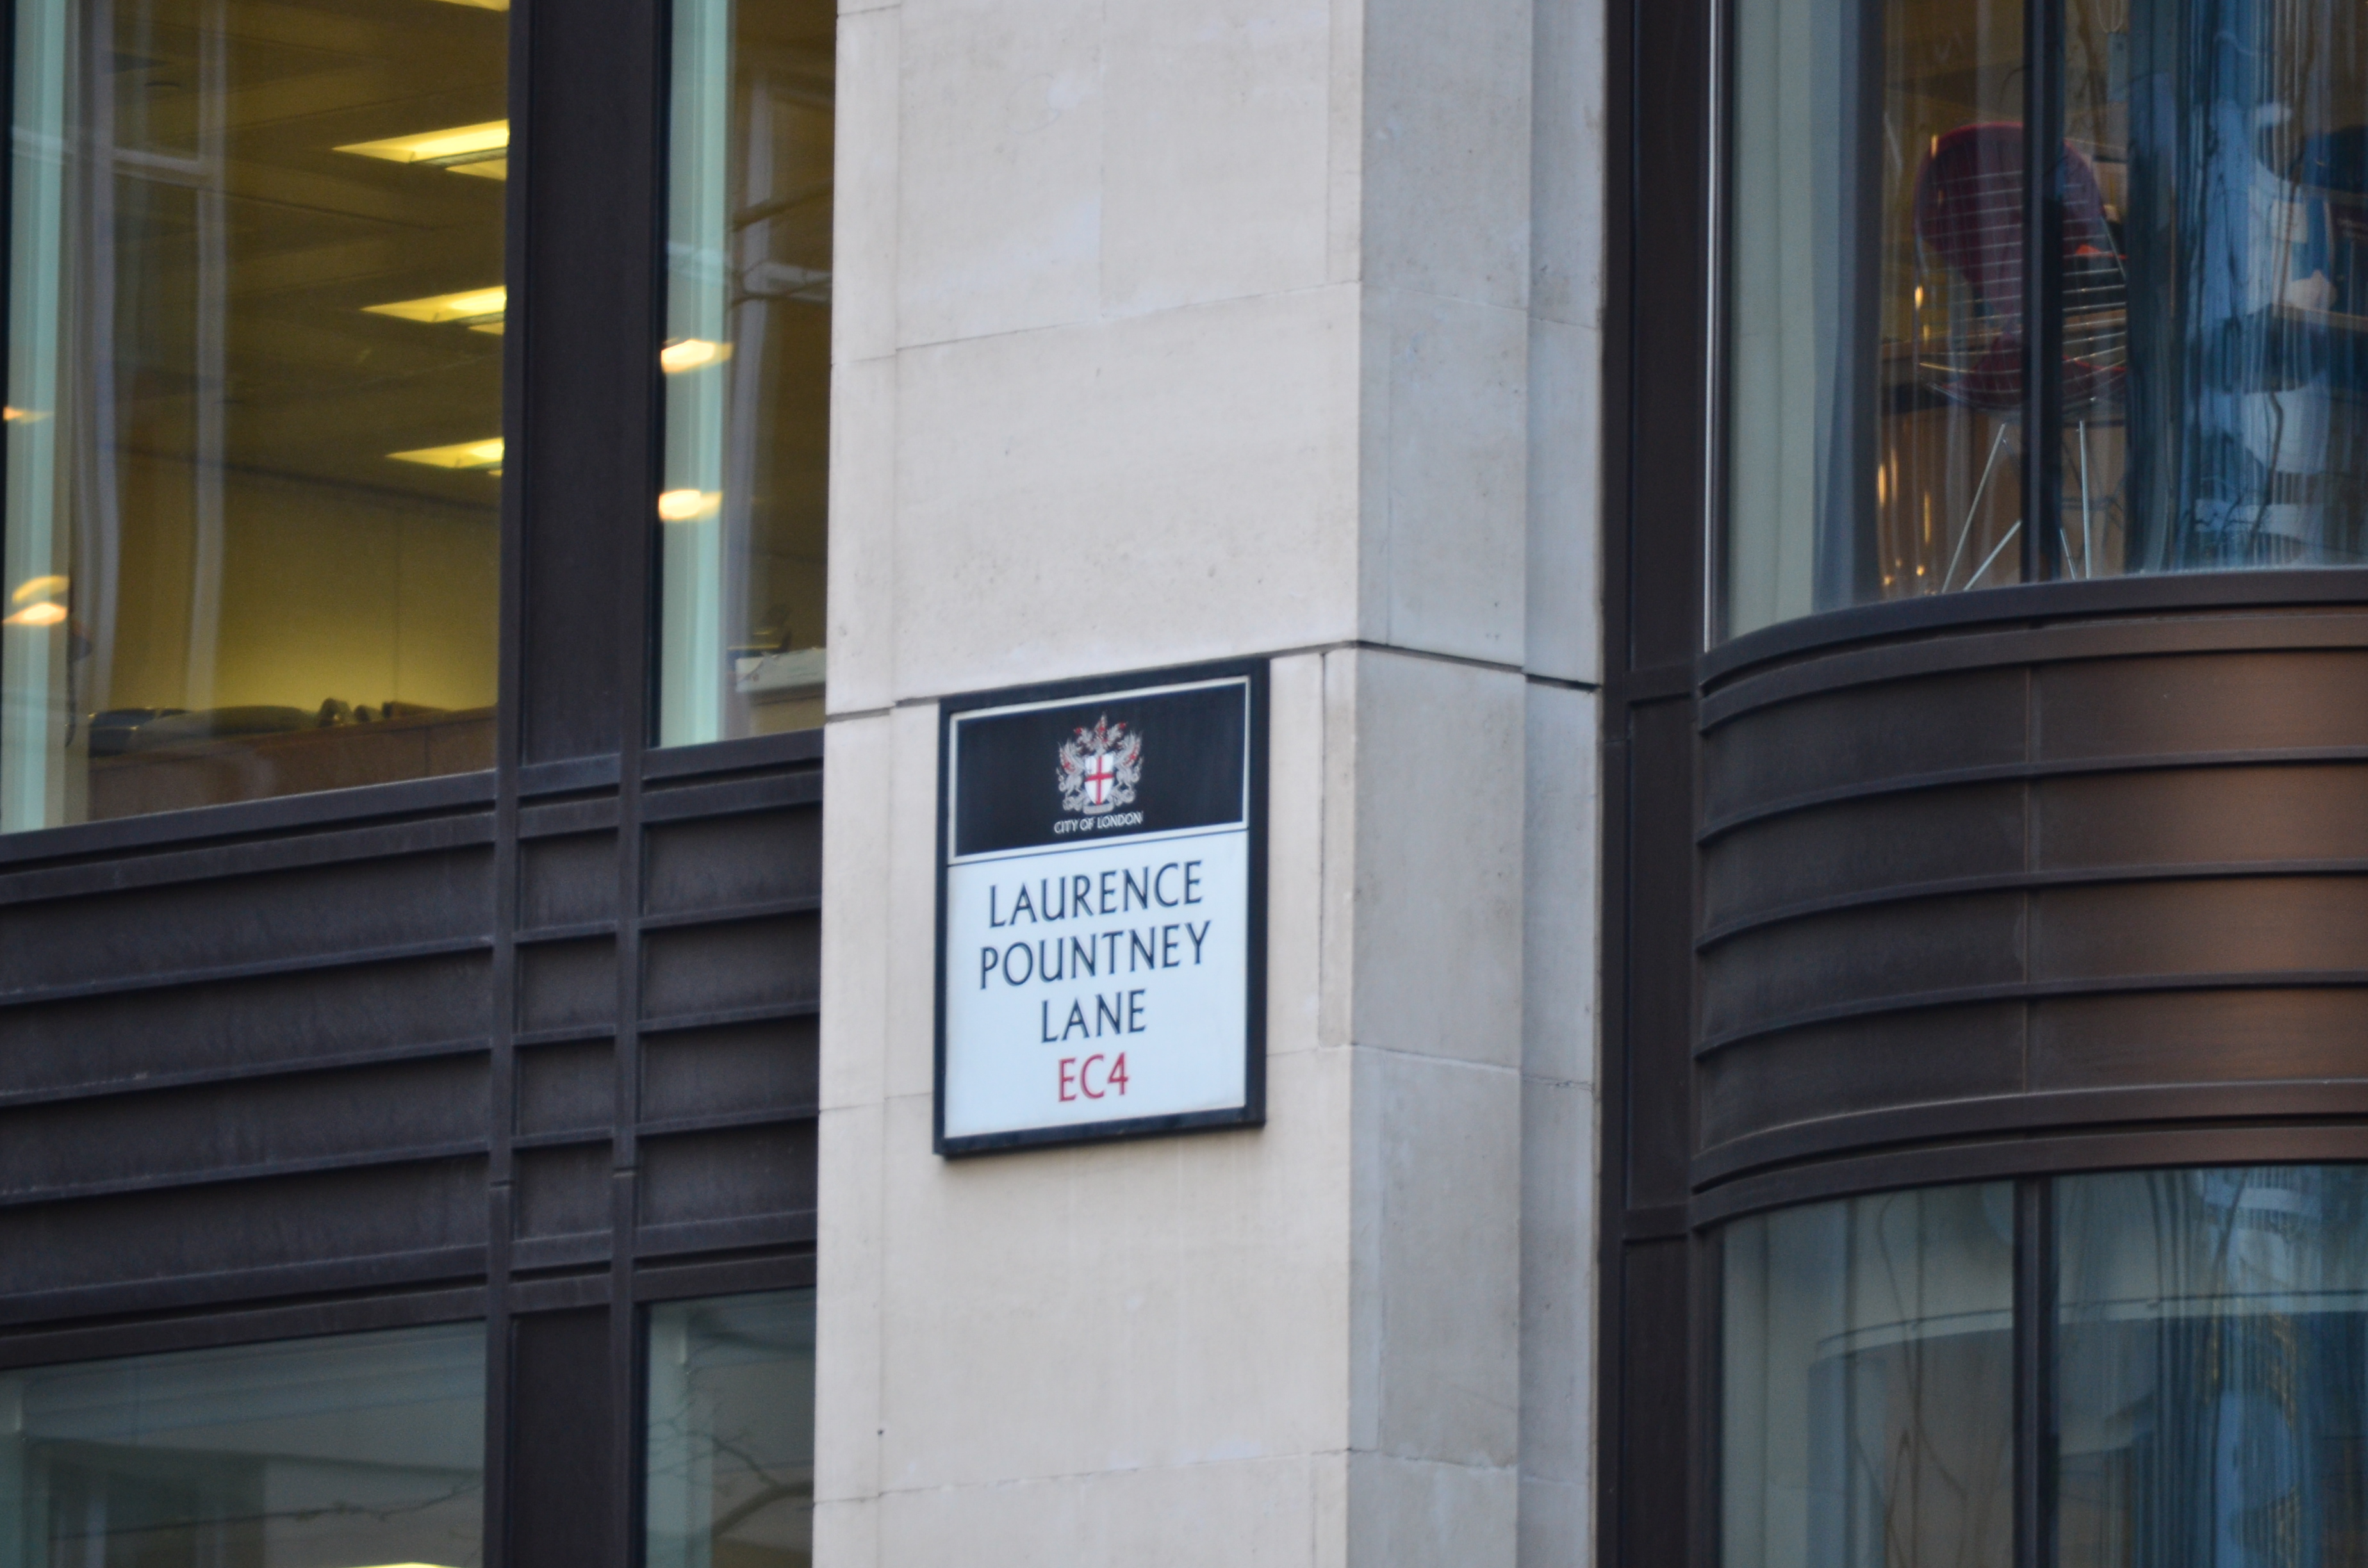 CITY OF LONDON
LAURENCE
POUNTNEY
LANE
EC4